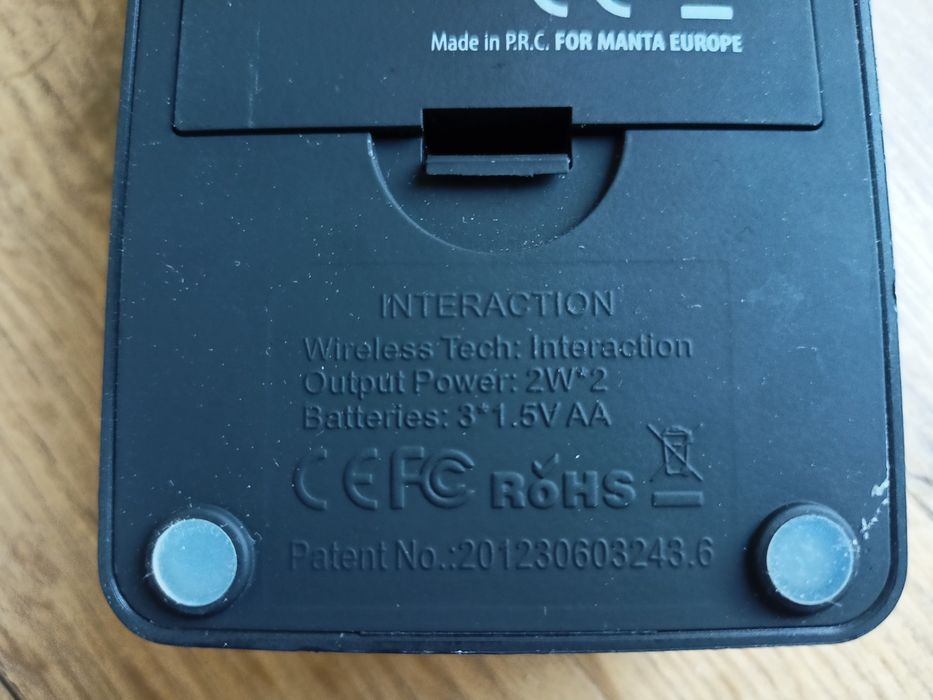 CE
Made in P.R.C. FOR MANTA EUROPE
INTERACTION
Wireless Tech: Interaction
Output Power: 2W*2
Batteries: 3*1.5V AA
CE FC RoHS
Patent No.:201230603243.6